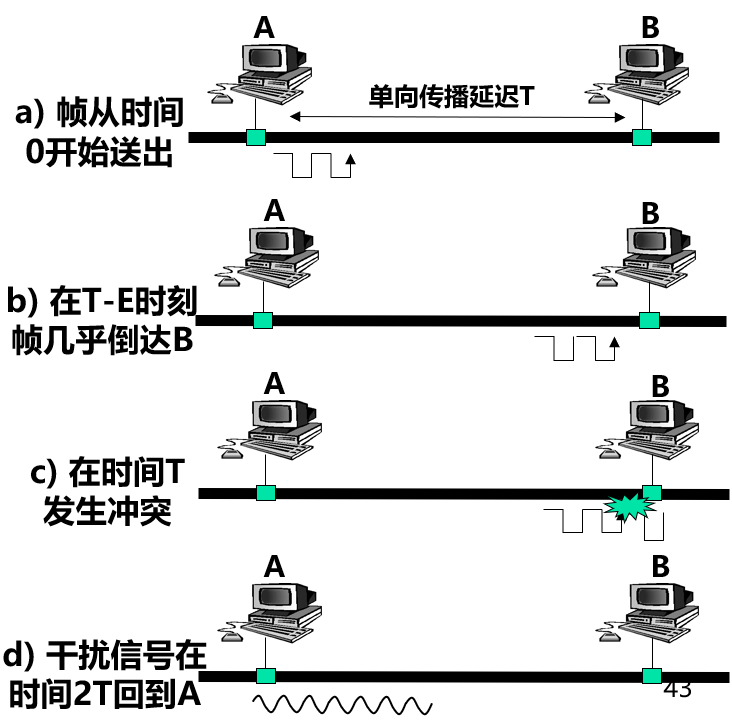 A
B
单向传播延迟T
a) 帧从时间
0开始送出
A
B
b) 在T-E时刻
帧几乎倒达B
A
B
c) 在时间T
发生冲突
A
B
d) 干扰信号在
时间2T回到A
43